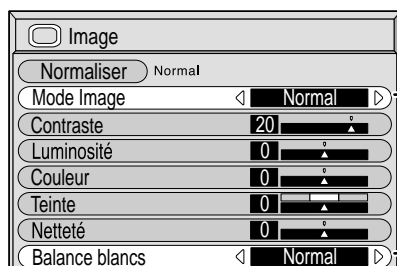 Image
Normaliser Normal
Mode Image Normal
Contraste 20
Luminosité 0
Couleur 0
Teinte 0
Netteté 0
Balance blancs Normal